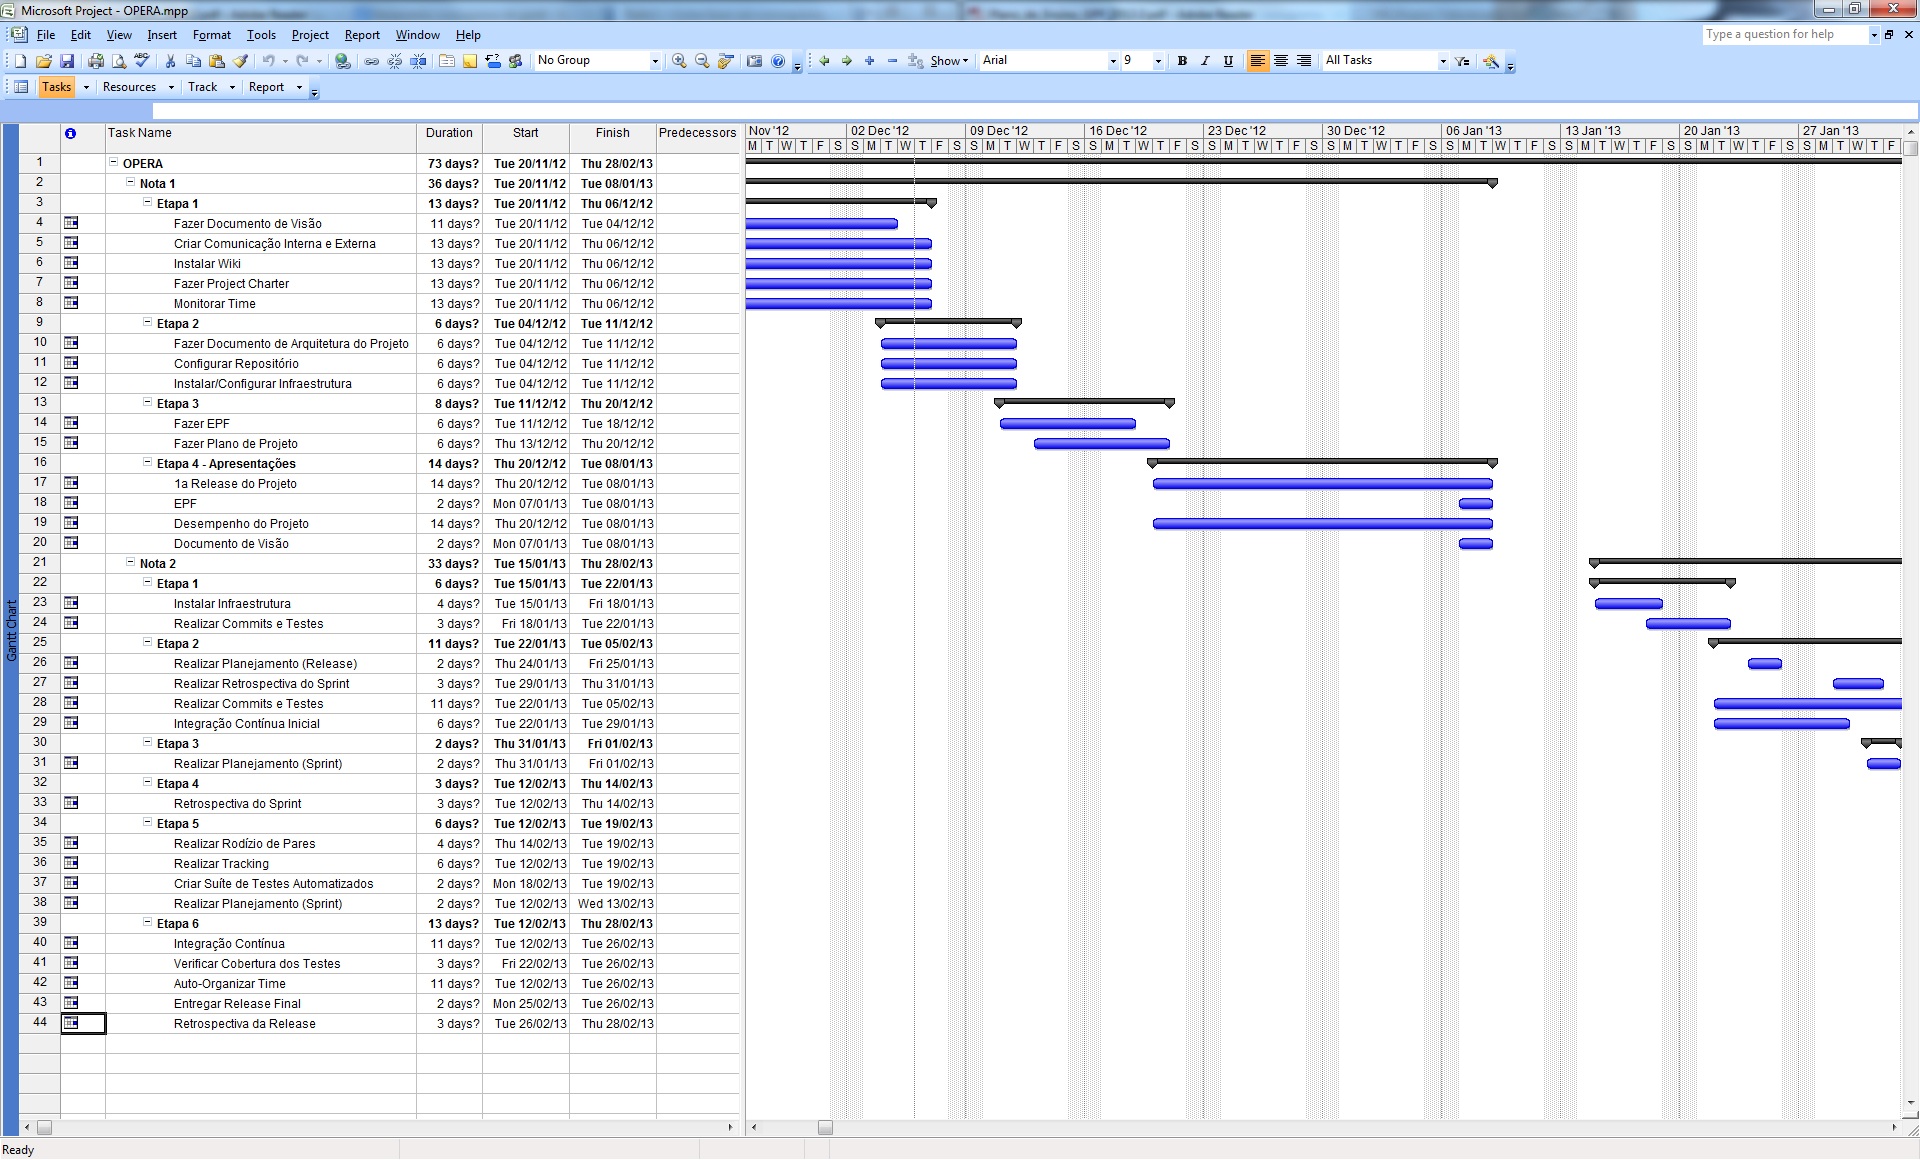 Microsoft Project - OPERA.mpp
File Edit View Insert Format Tools Project Report Window Help Type a question for help
No Group Show Arial 9 B I U All Tasks
Tasks Resources Track Report
Task Name Duration Start Finish Predecessors Nov '12 02 Dec '12 09 Dec '12 16 Dec '12 23 Dec '12 30 Dec '12 06 Jan '13 13 Jan '13 20 Jan '13 27 Jan '13
M T W T F S S M T W T F S S M T W T F S S M T W T F S S M T W T F S S M T W T F S S M T W T F S S M T W T F S S M T W T F S S M T W T F
1 OPERA 73 days? Tue 20/11/12 Thu 28/02/13
2 Nota 1 36 days? Tue 20/11/12 Tue 08/01/13
3 Etapa 1 13 days? Tue 20/11/12 Thu 06/12/12
4 Fazer Documento de Visão 11 days? Tue 20/11/12 Tue 04/12/12
5 Criar Comunicação Interna e Externa 13 days? Tue 20/11/12 Thu 06/12/12
6 Instalar Wiki 13 days? Tue 20/11/12 Thu 06/12/12
7 Fazer Project Charter 13 days? Tue 20/11/12 Thu 06/12/12
8 Monitorar Time 13 days? Tue 20/11/12 Thu 06/12/12
9 Etapa 2 6 days? Tue 04/12/12 Tue 11/12/12
10 Fazer Documento de Arquitetura do Projeto 6 days? Tue 04/12/12 Tue 11/12/12
11 Configurar Repositório 6 days? Tue 04/12/12 Tue 11/12/12
12 Instalar/Configurar Infraestrutura 6 days? Tue 04/12/12 Tue 11/12/12
13 Etapa 3 8 days? Tue 11/12/12 Thu 20/12/12
14 Fazer EPF 6 days? Tue 11/12/12 Tue 18/12/12
15 Fazer Plano de Projeto 6 days? Thu 13/12/12 Thu 20/12/12
16 Etapa 4 - Apresentações 14 days? Thu 20/12/12 Tue 08/01/13
17 1a Release do Projeto 14 days? Thu 20/12/12 Tue 08/01/13
18 EPF 2 days? Mon 07/01/13 Tue 08/01/13
19 Desempenho do Projeto 14 days? Thu 20/12/12 Tue 08/01/13
20 Documento de Visão 2 days? Mon 07/01/13 Tue 08/01/13
21 Nota 2 33 days? Tue 15/01/13 Thu 28/02/13
22 Etapa 1 6 days? Tue 15/01/13 Tue 22/01/13
23 Instalar Infraestrutura 4 days? Tue 15/01/13 Fri 18/01/13
24 Realizar Commits e Testes 3 days? Fri 18/01/13 Tue 22/01/13
25 Etapa 2 11 days? Tue 22/01/13 Tue 05/02/13
26 Realizar Planejamento (Release) 2 days? Thu 24/01/13 Fri 25/01/13
27 Realizar Retrospectiva do Sprint 3 days? Tue 29/01/13 Thu 31/01/13
28 Realizar Commits e Testes 11 days? Tue 22/01/13 Tue 05/02/13
29 Integração Contínua Inicial 6 days? Tue 22/01/13 Tue 29/01/13
30 Etapa 3 2 days? Thu 31/01/13 Fri 01/02/13
31 Realizar Planejamento (Sprint) 2 days? Thu 31/01/13 Fri 01/02/13
32 Etapa 4 3 days? Tue 12/02/13 Thu 14/02/13
33 Retrospectiva do Sprint 3 days? Tue 12/02/13 Thu 14/02/13
34 Etapa 5 6 days? Tue 12/02/13 Tue 19/02/13
35 Realizar Rodízio de Pares 4 days? Thu 14/02/13 Tue 19/02/13
36 Realizar Tracking 6 days? Tue 12/02/13 Tue 19/02/13
37 Criar Suíte de Testes Automatizados 2 days? Mon 18/02/13 Tue 19/02/13
38 Realizar Planejamento (Sprint) 2 days? Tue 12/02/13 Wed 13/02/13
39 Etapa 6 13 days? Tue 12/02/13 Thu 28/02/13
40 Integração Contínua 11 days? Tue 12/02/13 Tue 26/02/13
41 Verificar Cobertura dos Testes 3 days? Fri 22/02/13 Tue 26/02/13
42 Auto-Organizar Time 11 days? Tue 12/02/13 Tue 26/02/13
43 Entregar Release Final 2 days? Mon 25/02/13 Tue 26/02/13
44 Retrospectiva da Release 3 days? Tue 26/02/13 Thu 28/02/13
Gantt Chart
Ready